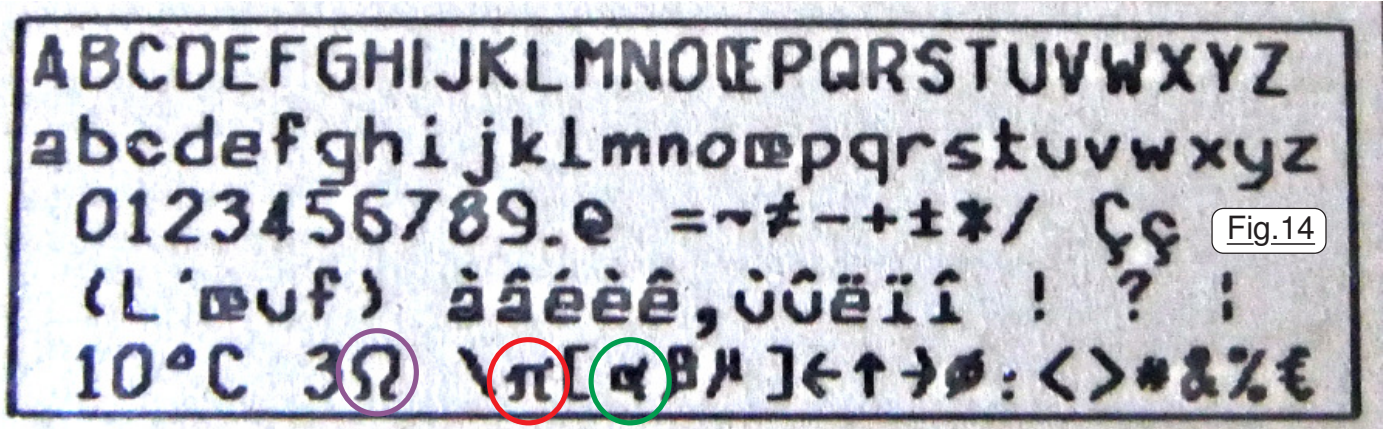 ABCDEFGHIJKLMNOŒPQRSTUVWXYZ
abcdefghijklmnoœpqrstuvwxyz
0123456789.@ =~≠-+±*/ Çç
Fig.14
(L'œuf) àâéèê,ùûëïî ! ? ¦
10°C 3Ω \π[αβµ]←↑→ø:<>*&%€